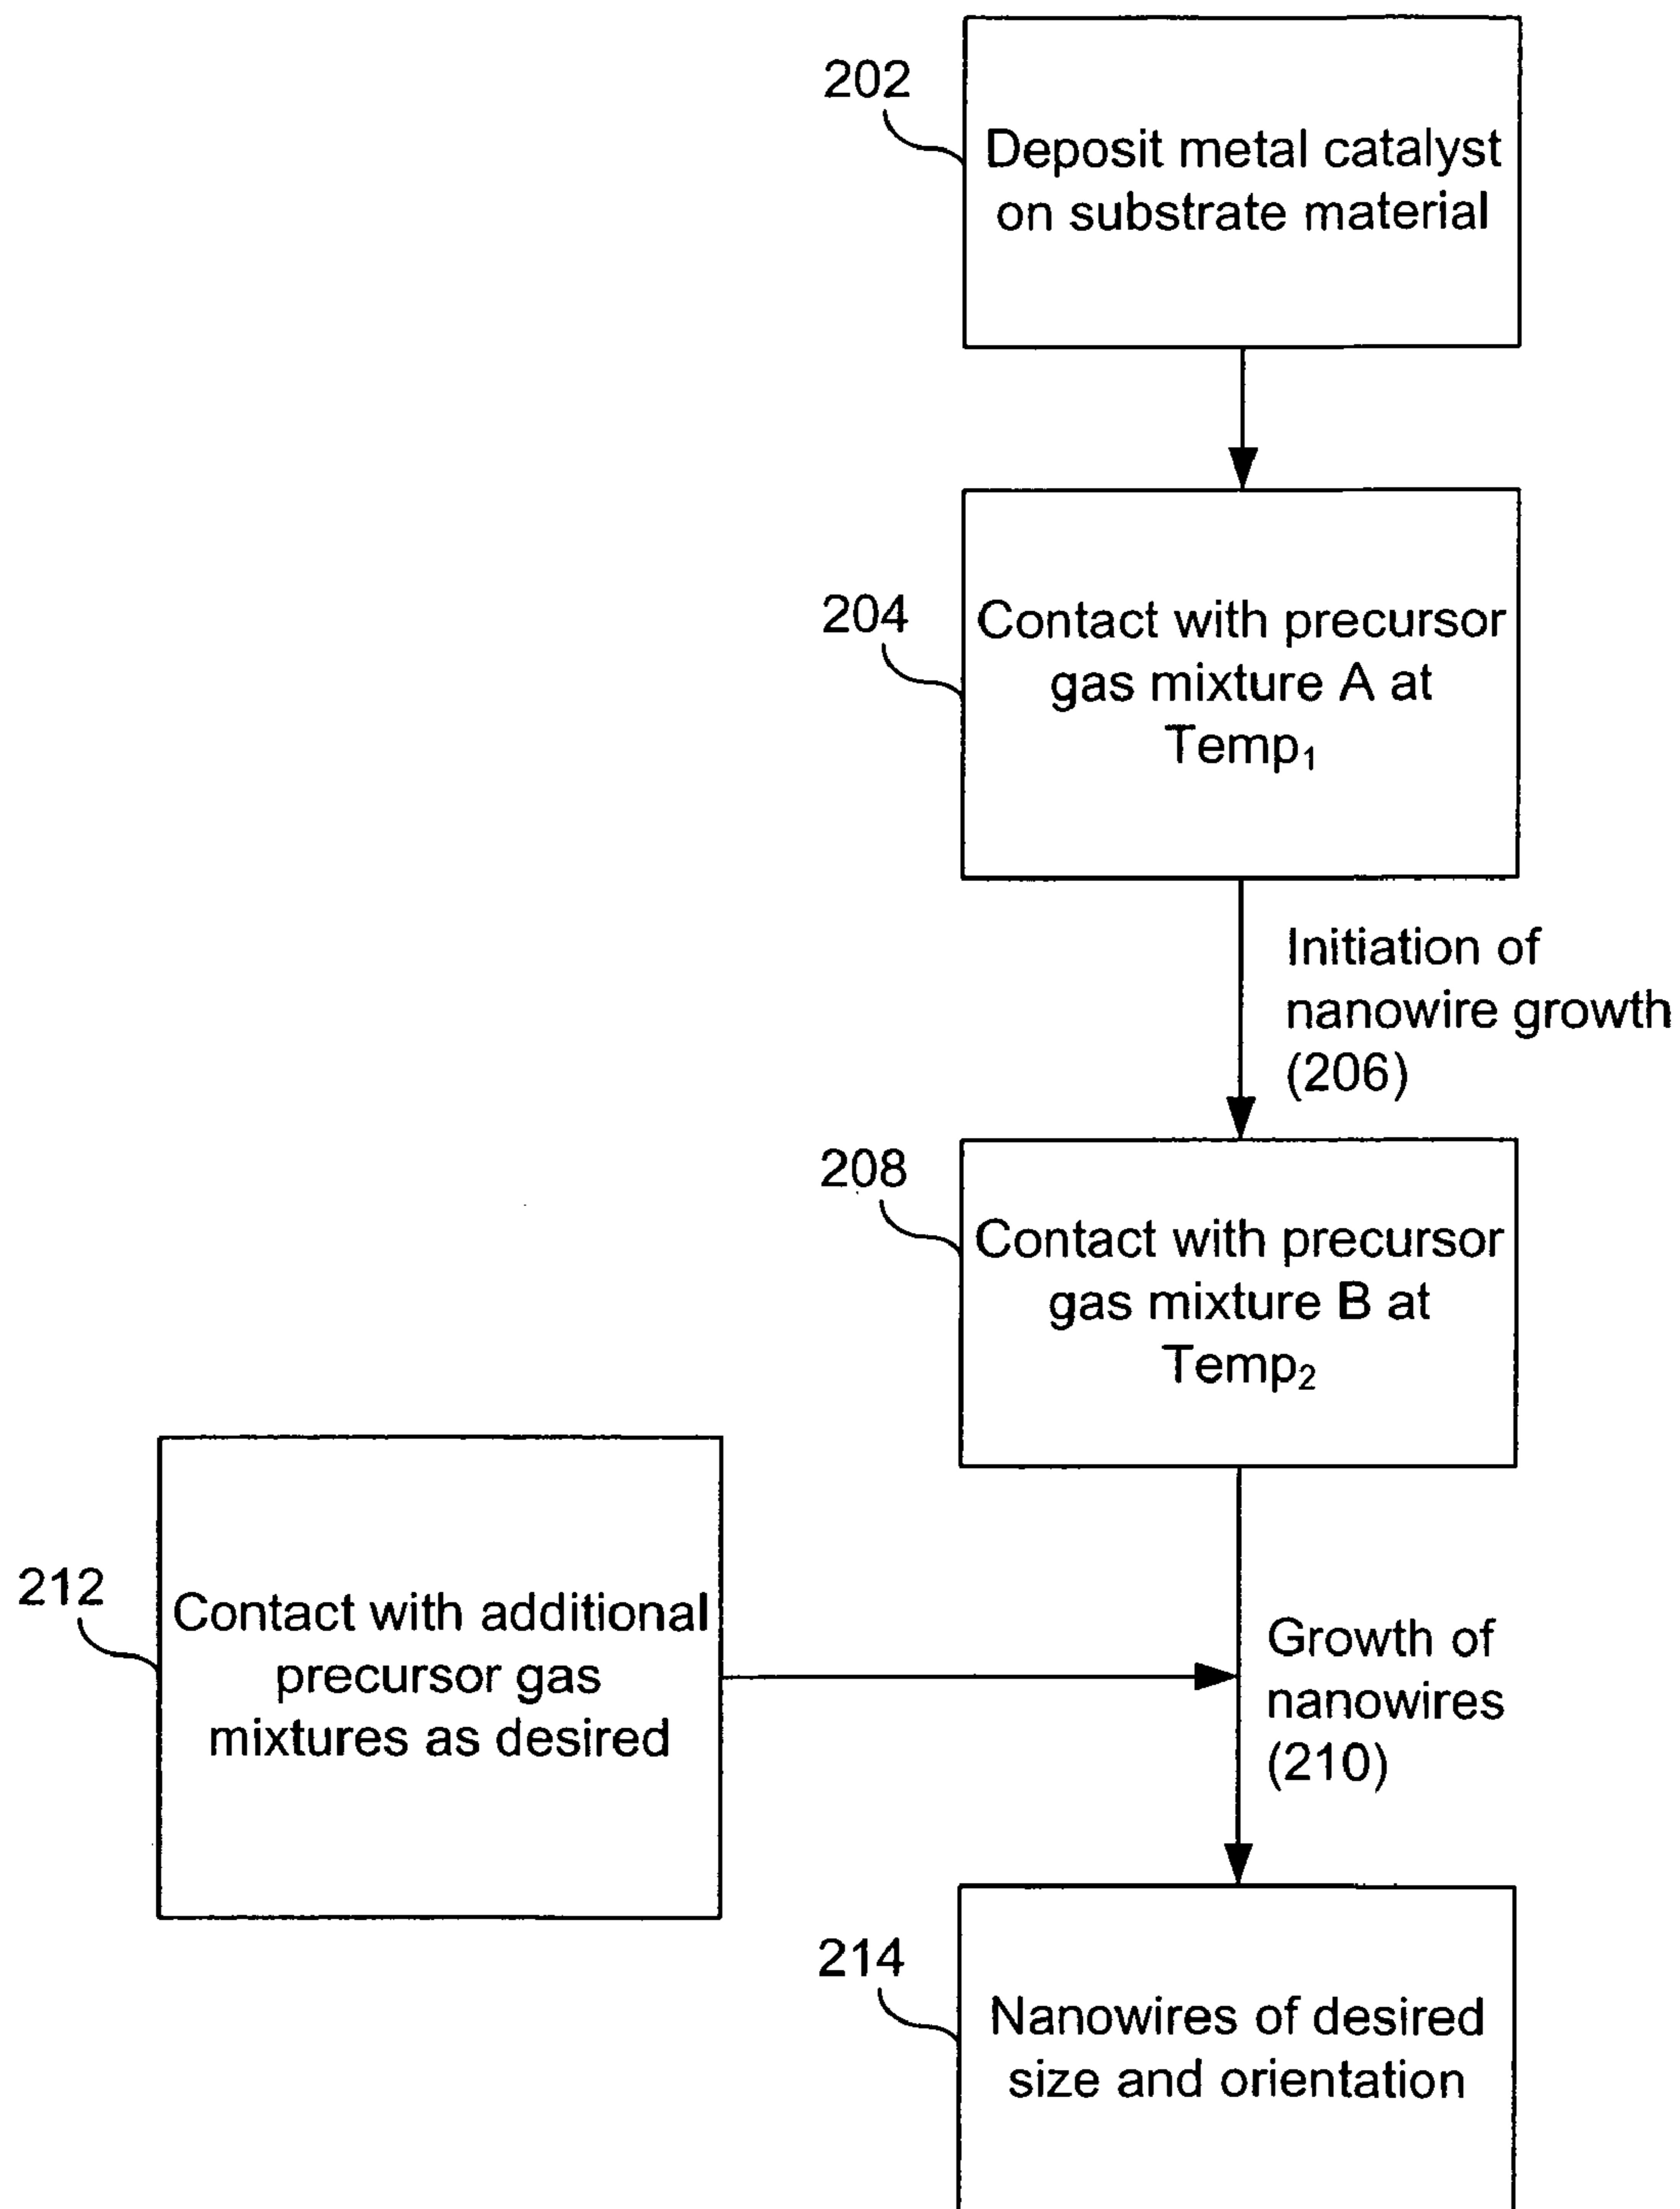 202
Deposit metal catalyst
on substrate material
204
Contact with precursor
gas mixture A at
Temp₁
Initiation of
nanowire growth
(206)
208
Contact with precursor
gas mixture B at
Temp₂
212
Contact with additional
precursor gas
mixtures as desired
Growth of
nanowires
(210)
214
Nanowires of desired
size and orientation